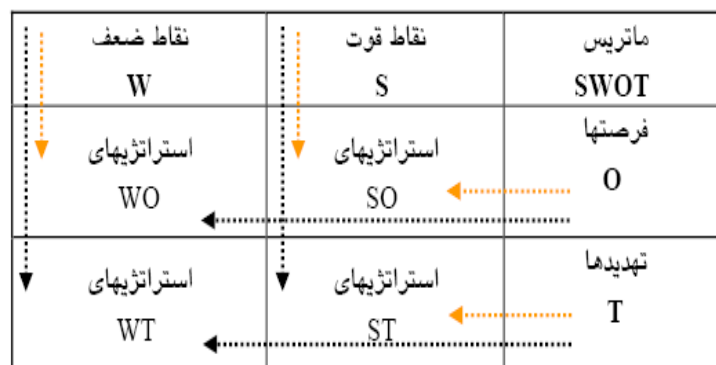 ماتریس
SWOT
نقاط قوت
S
نقاط ضعف
W
فرصتها
O
استراتژیهای
SO
استراتژیهای
WO
تهدیدها
T
استراتژیهای
ST
استراتژیهای
WT